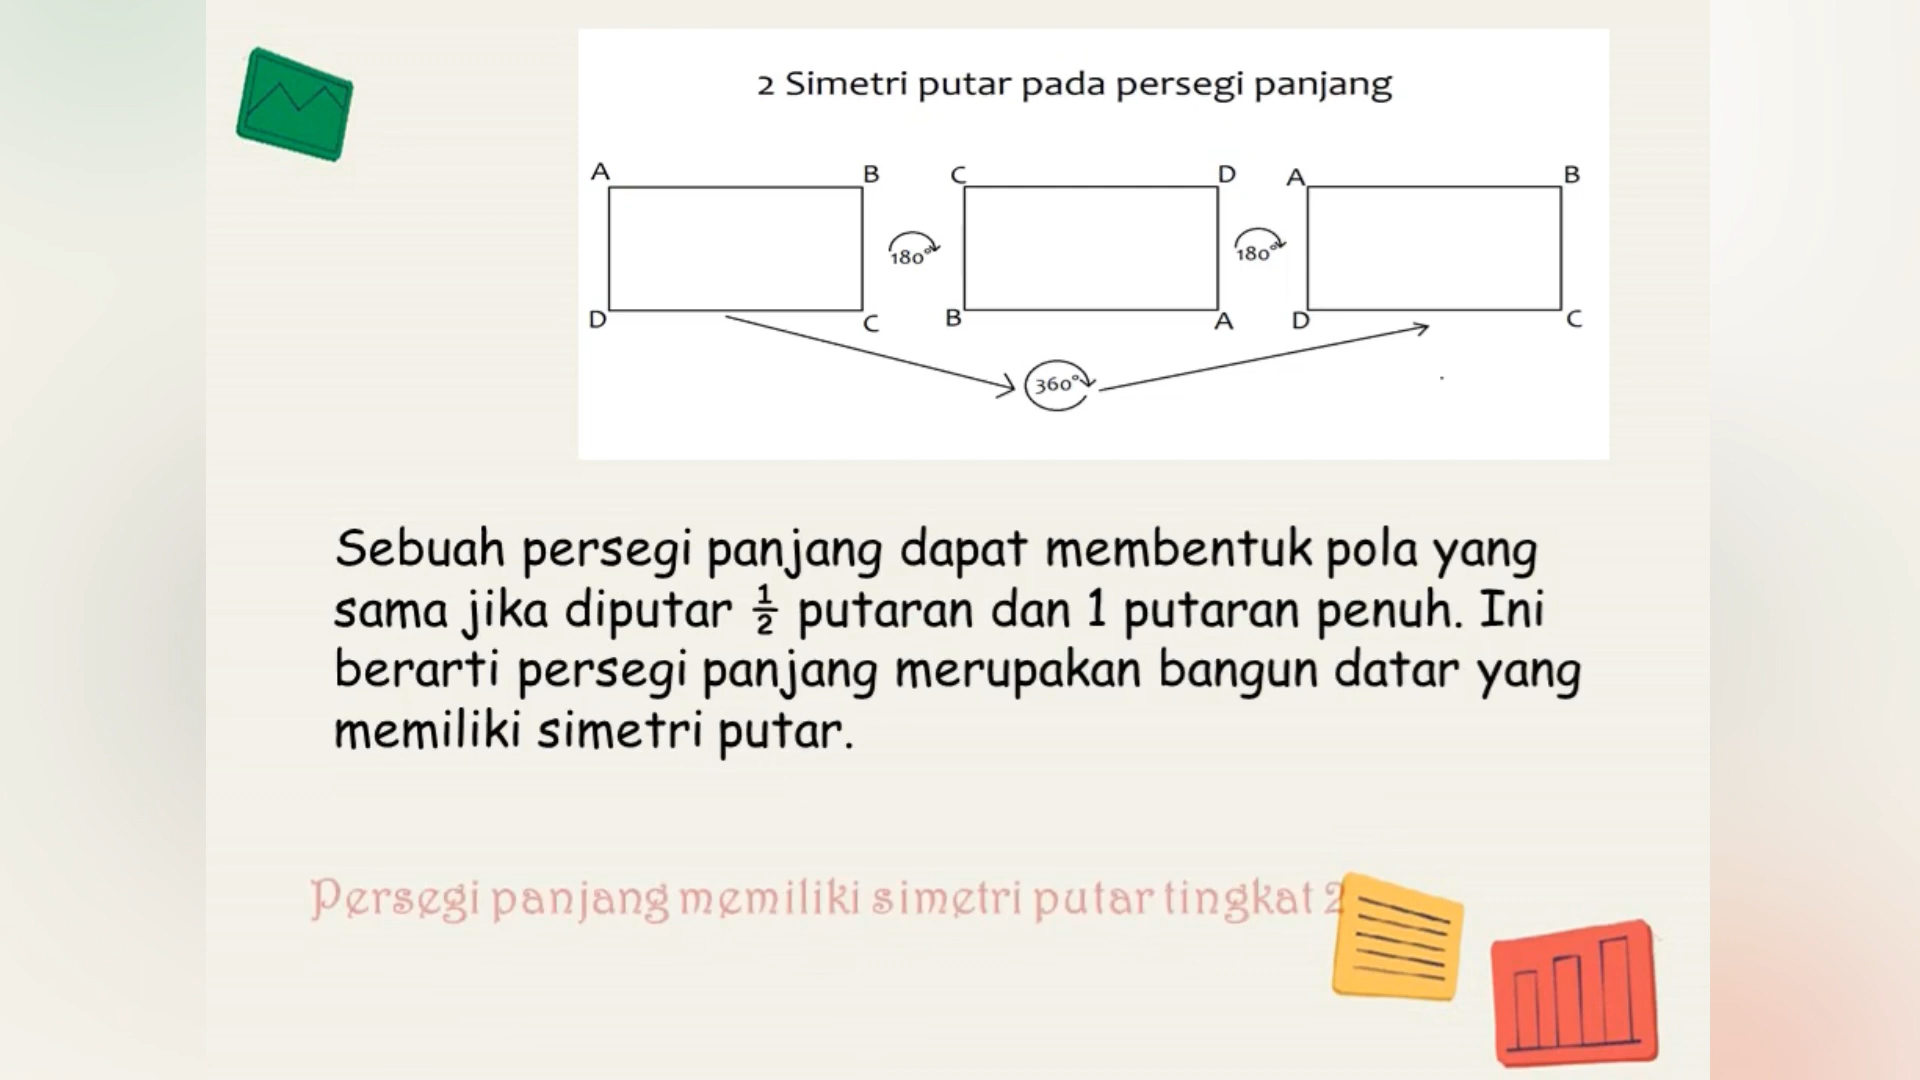 2 Simetri putar pada persegi panjang
A B C D A B
180° 180°
D C B A D C
360°
Sebuah persegi panjang dapat membentuk pola yang
sama jika diputar ½ putaran dan 1 putaran penuh. Ini
berarti persegi panjang merupakan bangun datar yang
memiliki simetri putar.
Persegi panjang memiliki simetri putar tingkat 2